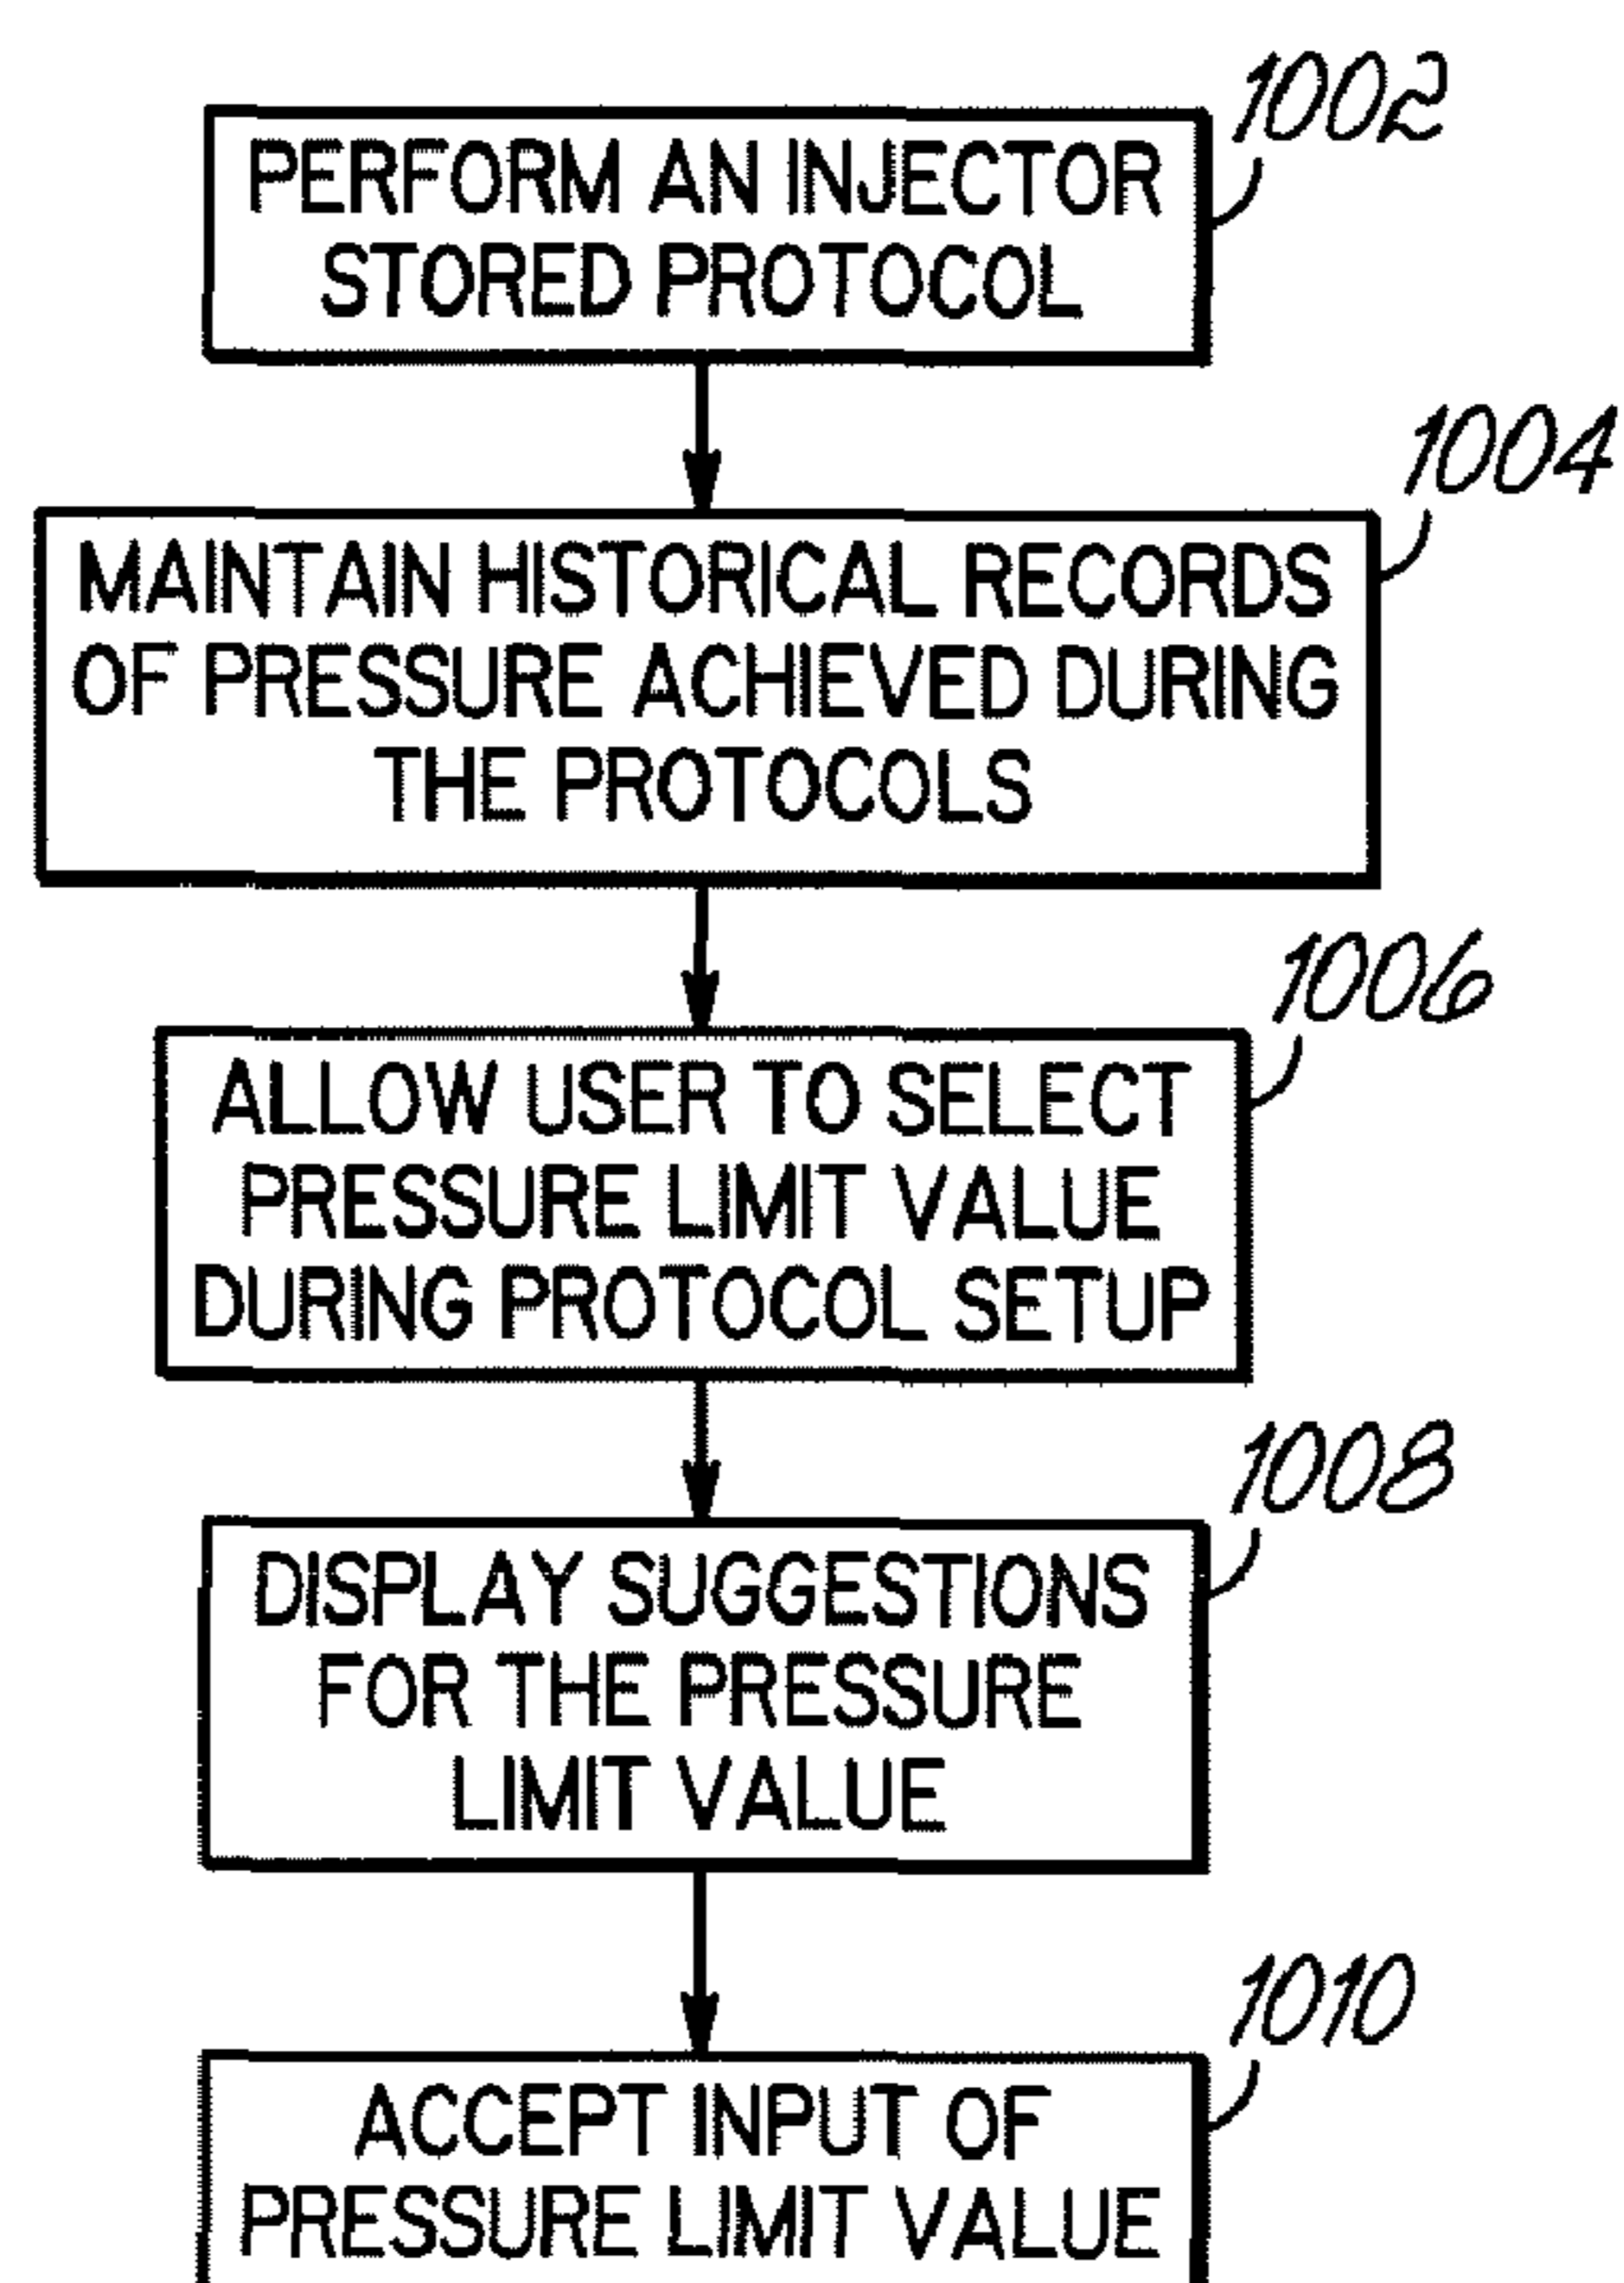 1002
PERFORM AN INJECTOR
STORED PROTOCOL
1004
MAINTAIN HISTORICAL RECORDS
OF PRESSURE ACHIEVED DURING
THE PROTOCOLS
1006
ALLOW USER TO SELECT
PRESSURE LIMIT VALUE
DURING PROTOCOL SETUP
1008
DISPLAY SUGGESTIONS
FOR THE PRESSURE
LIMIT VALUE
1010
ACCEPT INPUT OF
PRESSURE LIMIT VALUE